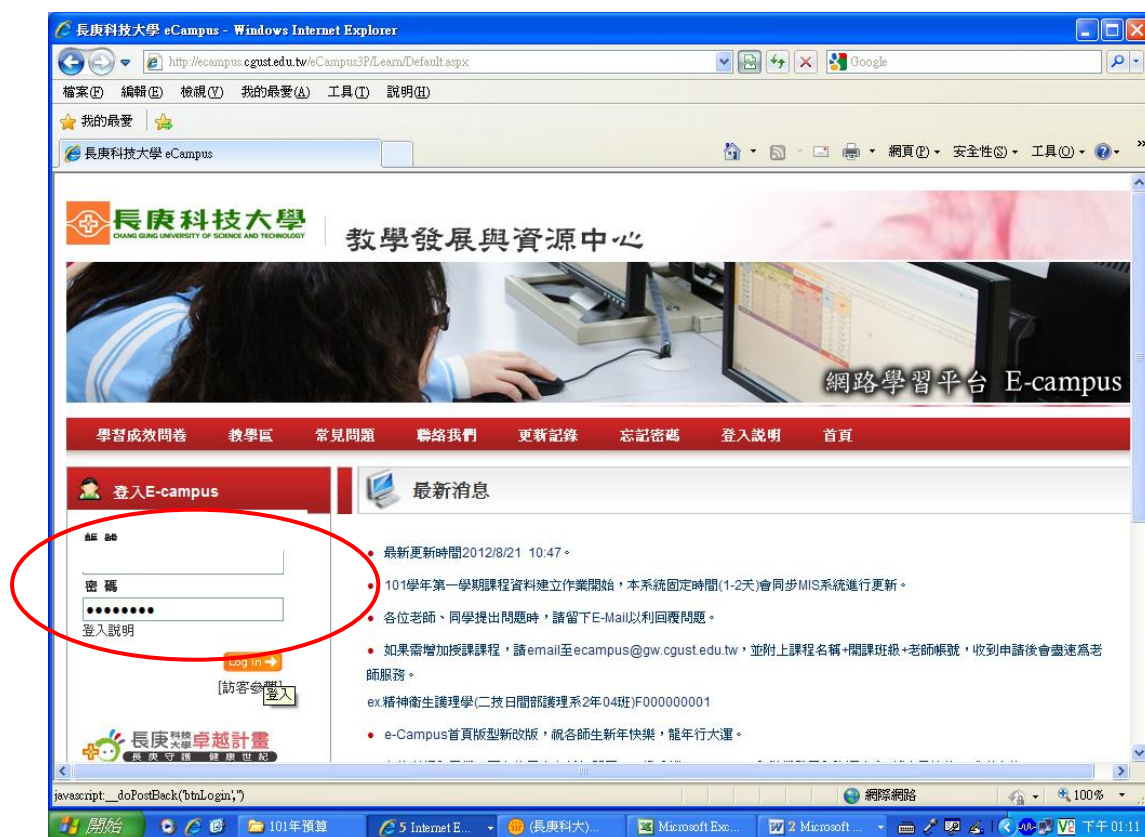 長庚科技大學 eCampus - Windows Internet Explorer
http://ecampus.cgust.edu.tw/eCampus3P/Learn/Default.aspx
Google
檔案(F) 編輯(E) 檢視(V) 我的最愛(A) 工具(T) 說明(H)
我的最愛
長庚科技大學 eCampus
網頁(P) 安全性(S) 工具(O)
長庚科技大學
CHANG GUNG UNIVERSITY OF SCIENCE AND TECHNOLOGY
教學發展與資源中心
網路學習平台 E-campus
學習成效問卷 教學區 常見問題 聯絡我們 更新記錄 忘記密碼 登入說明 首頁
登入E-campus
最新消息
帳 號
密 碼
登入說明
Log in
[訪客參觀]
登入
• 最新更新時間2012/8/21 10:47。
• 101學年第一學期課程資料建立作業開始，本系統固定時間(1-2天)會同步MIS系統進行更新。
• 各位老師、同學提出問題時，請留下E-Mail以利回覆問題。
• 如果需增加授課課程，請email至ecampus@gw.cgust.edu.tw，並附上課程名稱+開課班級+老師帳號，收到申請後會盡速為老
師服務。
ex.精神衛生護理學(二技日間部護理系2年04班)F000000001
• e-Campus首頁版型新改版，祝各師生新年快樂，龍年行大運。
長庚科技大學卓越計畫
長庚守護 健康世紀
javascript:__doPostBack('btnLogin','')
網際網路
100%
開始
101年預算
5 Internet E...
(長庚科大)...
Microsoft Exc...
2 Microsoft ...
下午 01:11